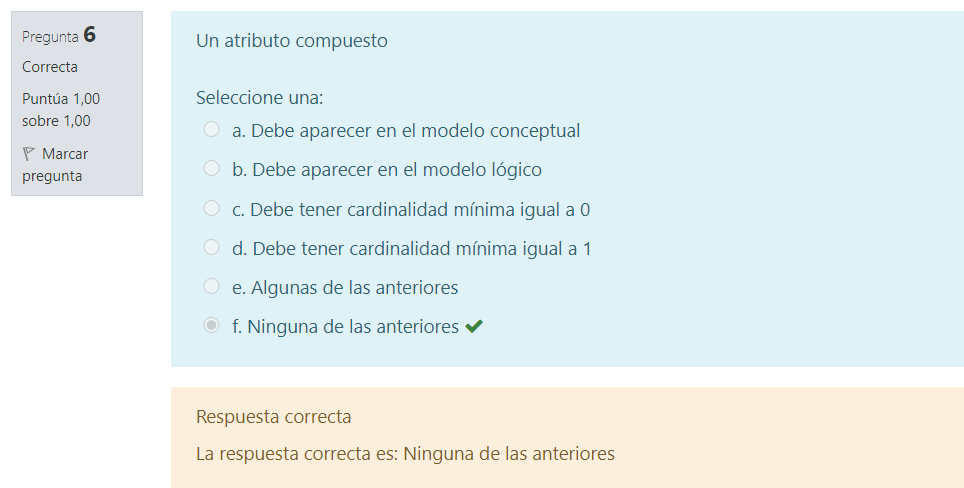 Pregunta 6
Correcta
Puntúa 1,00
sobre 1,00
Marcar
pregunta
Un atributo compuesto
Seleccione una:
a. Debe aparecer en el modelo conceptual
b. Debe aparecer en el modelo lógico
c. Debe tener cardinalidad mínima igual a 0
d. Debe tener cardinalidad mínima igual a 1
e. Algunas de las anteriores
f. Ninguna de las anteriores
Respuesta correcta
La respuesta correcta es: Ninguna de las anteriores